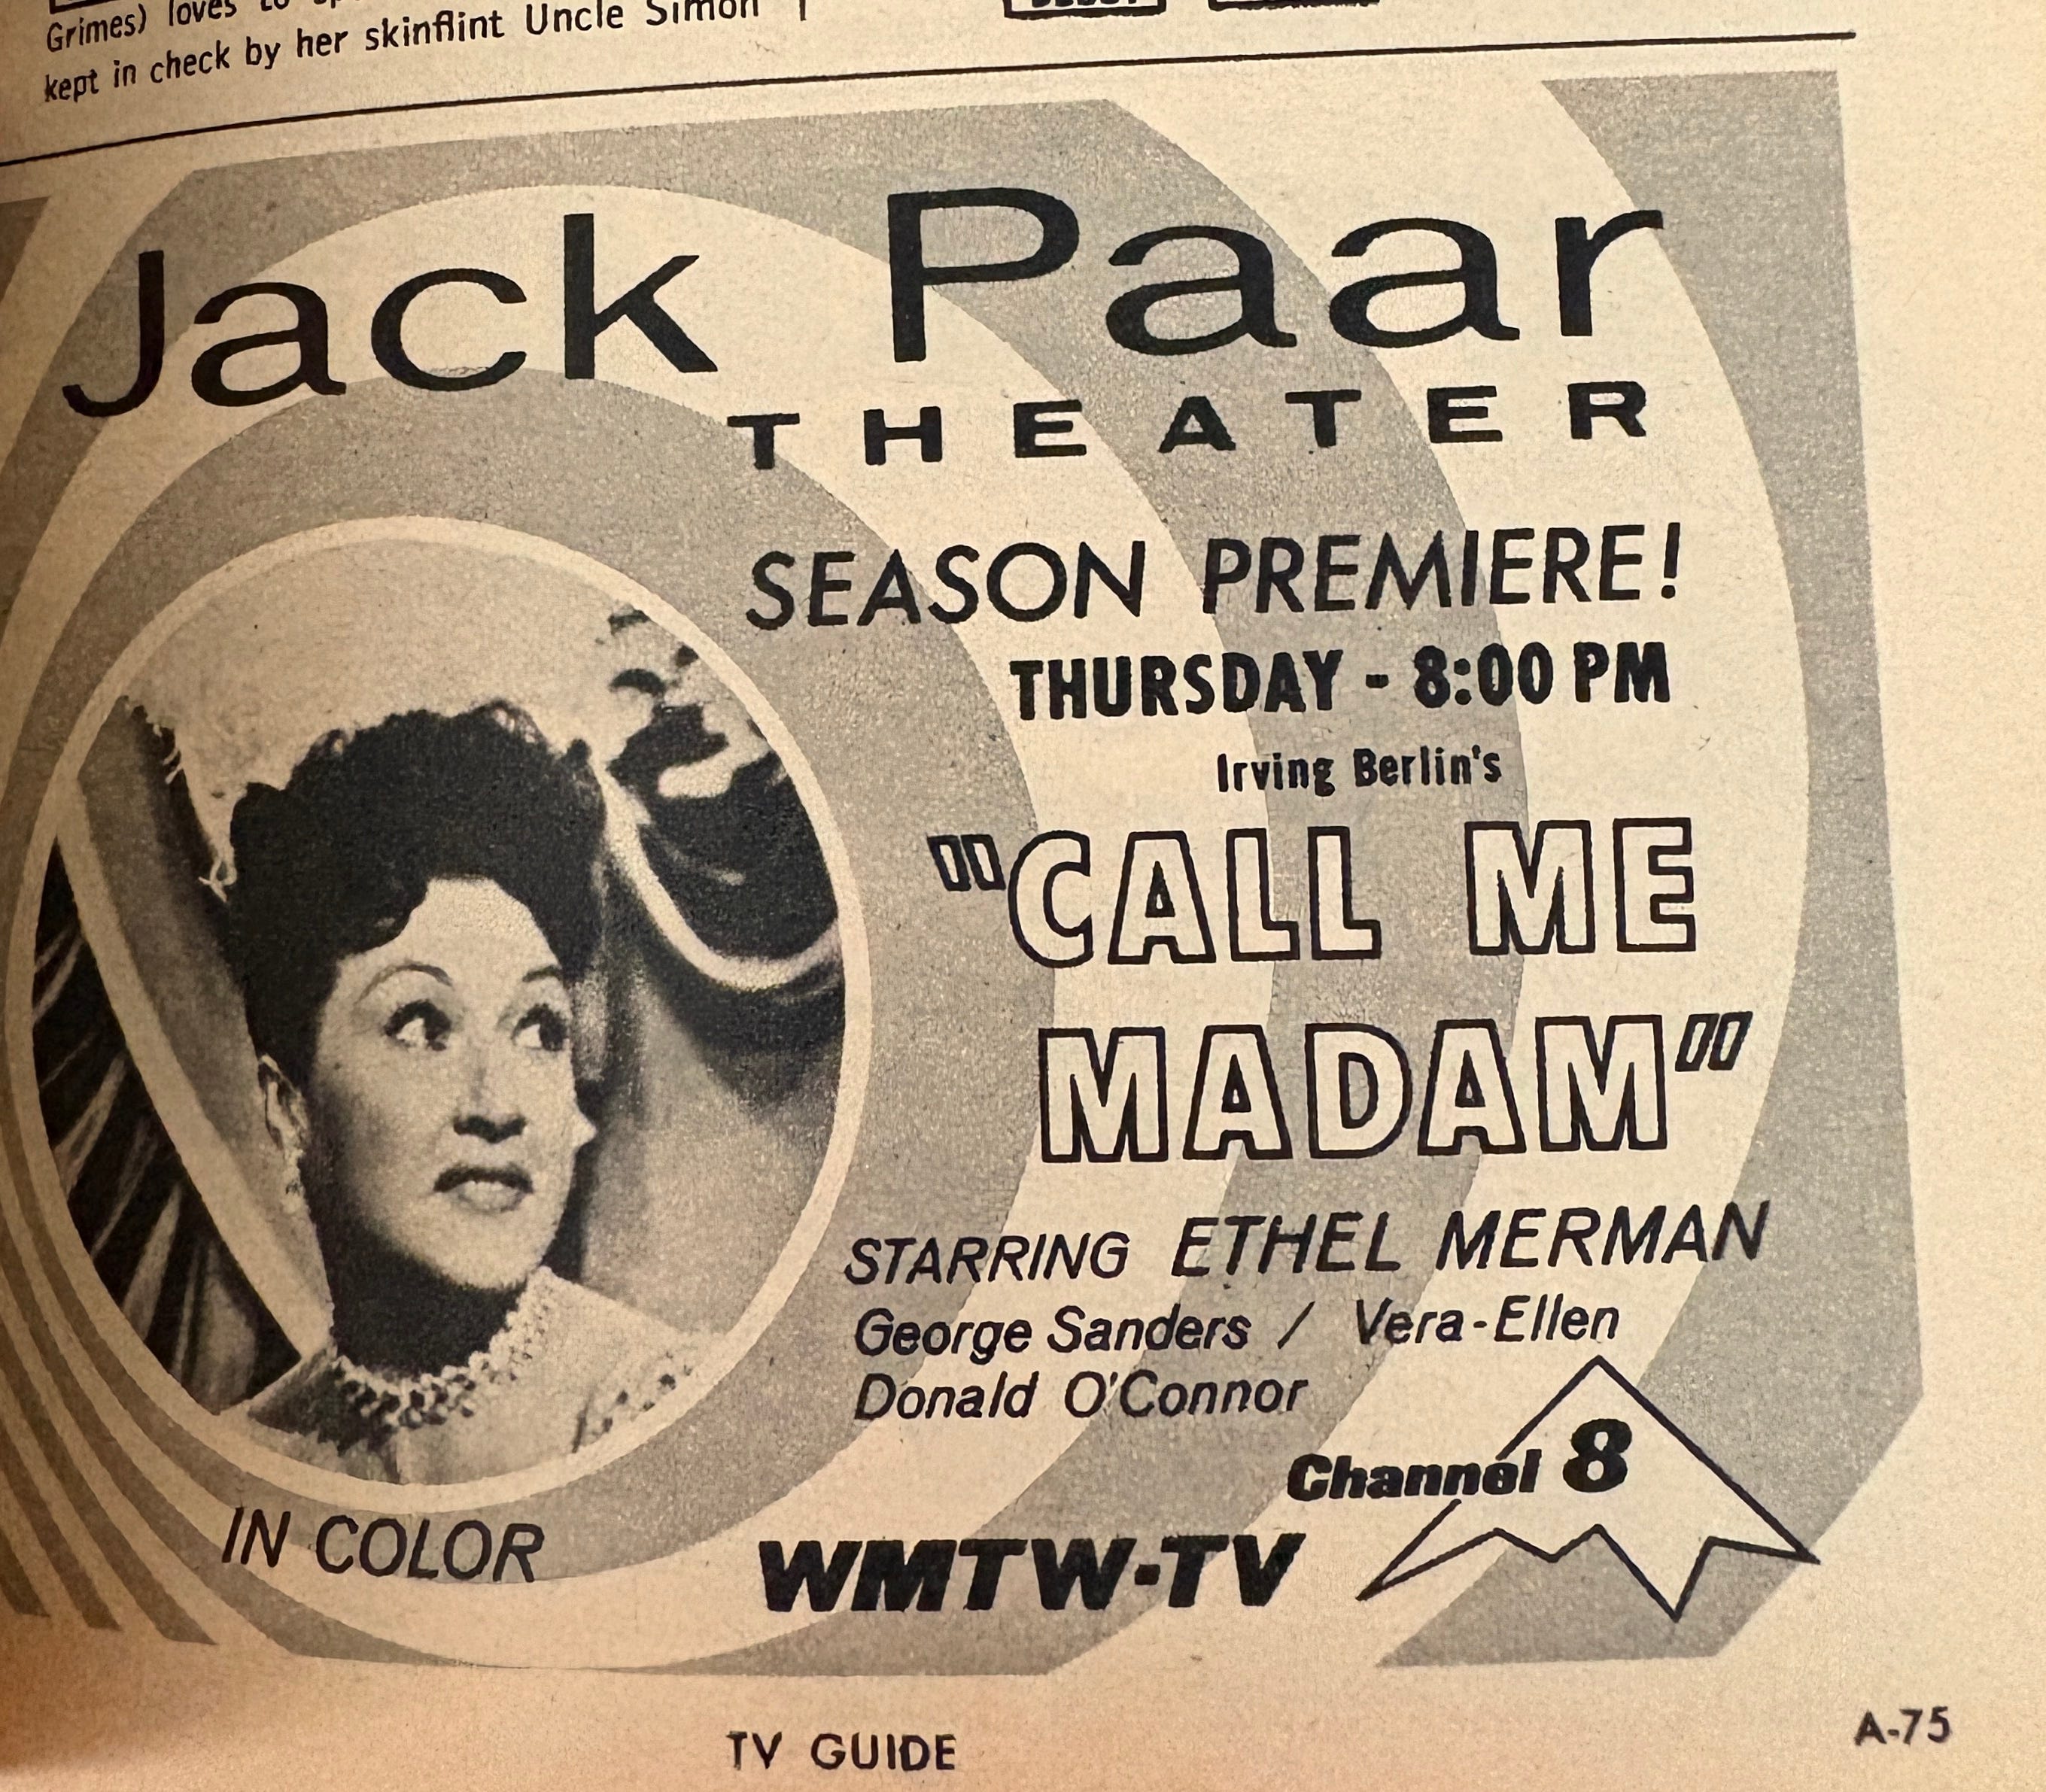 Grimes) loves to
kept in check by her skinflint Uncle Simon
Jack Paar
THEATER
SEASON PREMIERE!
THURSDAY - 8:00 PM
Irving Berlin's
"CALL ME
MADAM"
STARRING ETHEL MERMAN
George Sanders / Vera-Ellen
Donald O'Connor
Channel 8
IN COLOR
WMTW-TV
TV GUIDE
A-75